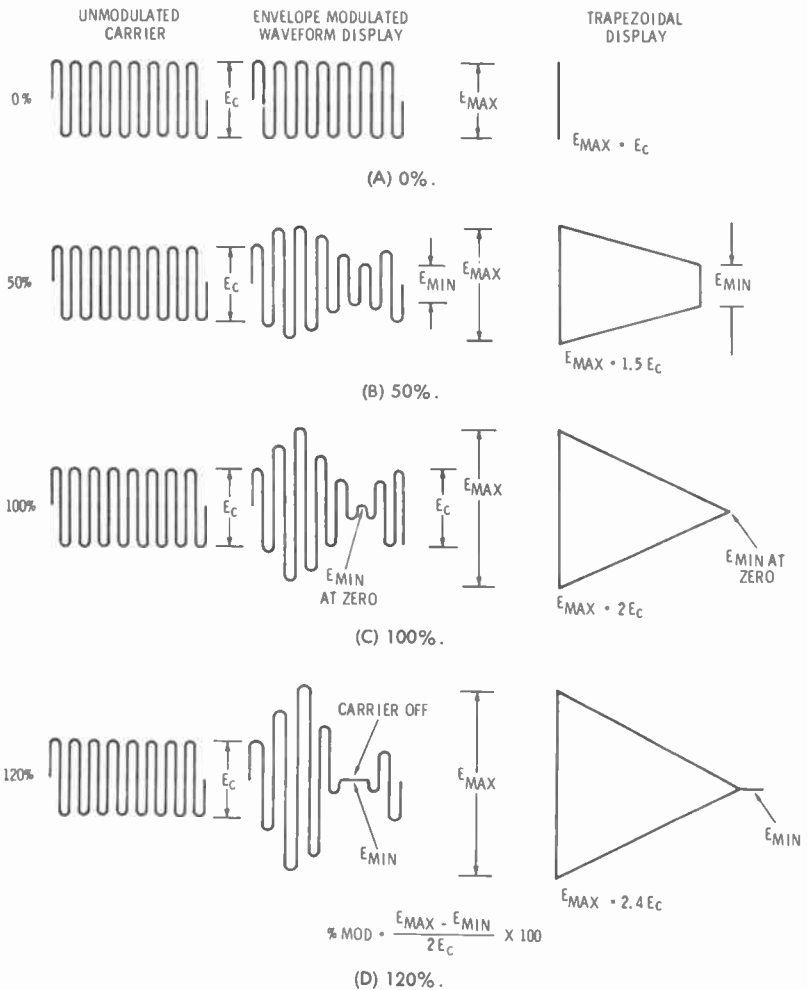 UNMODULATED
CARRIER
ENVELOPE MODULATED
WAVEFORM DISPLAY
TRAPEZOIDAL
DISPLAY
0%
EC
EMAX
EMAX • EC
(A) 0%.
50%
EC
EMIN
EMAX
EMIN
EMAX • 1.5 EC
(B) 50%.
100%
EC
EMIN
AT ZERO
EC
EMAX
EMIN AT
ZERO
EMAX • 2EC
(C) 100%.
120%
EC
CARRIER OFF
EMIN
EMAX
EMIN
EMAX • 2.4 EC
% MOD • EMAX - EMIN / 2EC X 100
(D) 120%.